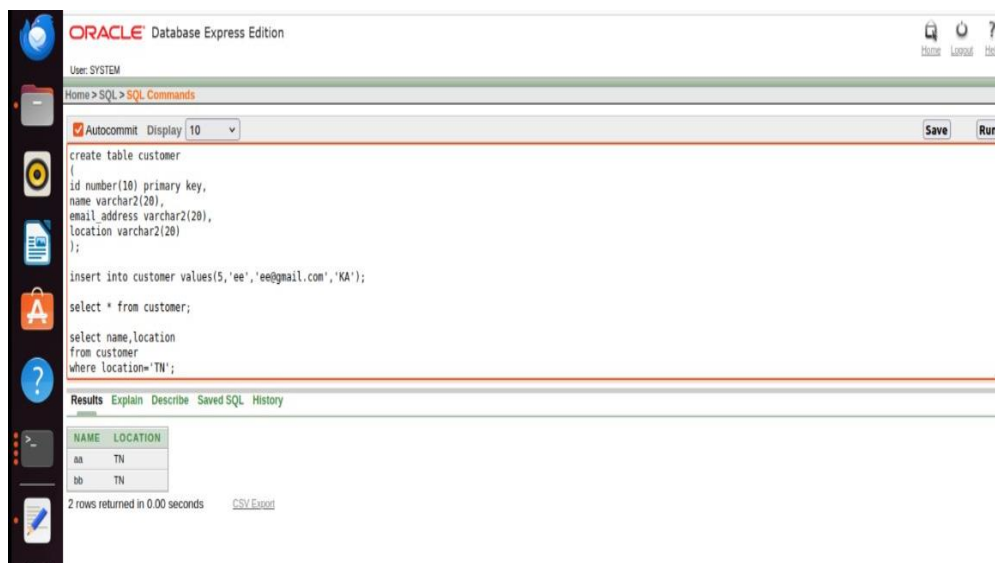 ORACLE Database Express Edition
Home Logout
User: SYSTEM
Home > SQL > SQL Commands
Autocommit Display 10
Save Run
create table customer
(
id number(10) primary key,
name varchar2(20),
email_address varchar2(20),
location varchar2(20)
);
insert into customer values(5,'ee','ee@gmail.com','KA');
select * from customer;
select name,location
from customer
where location='TN';
Results Explain Describe Saved SQL History
NAME LOCATION
aa TN
bb TN
2 rows returned in 0.00 seconds CSV Export